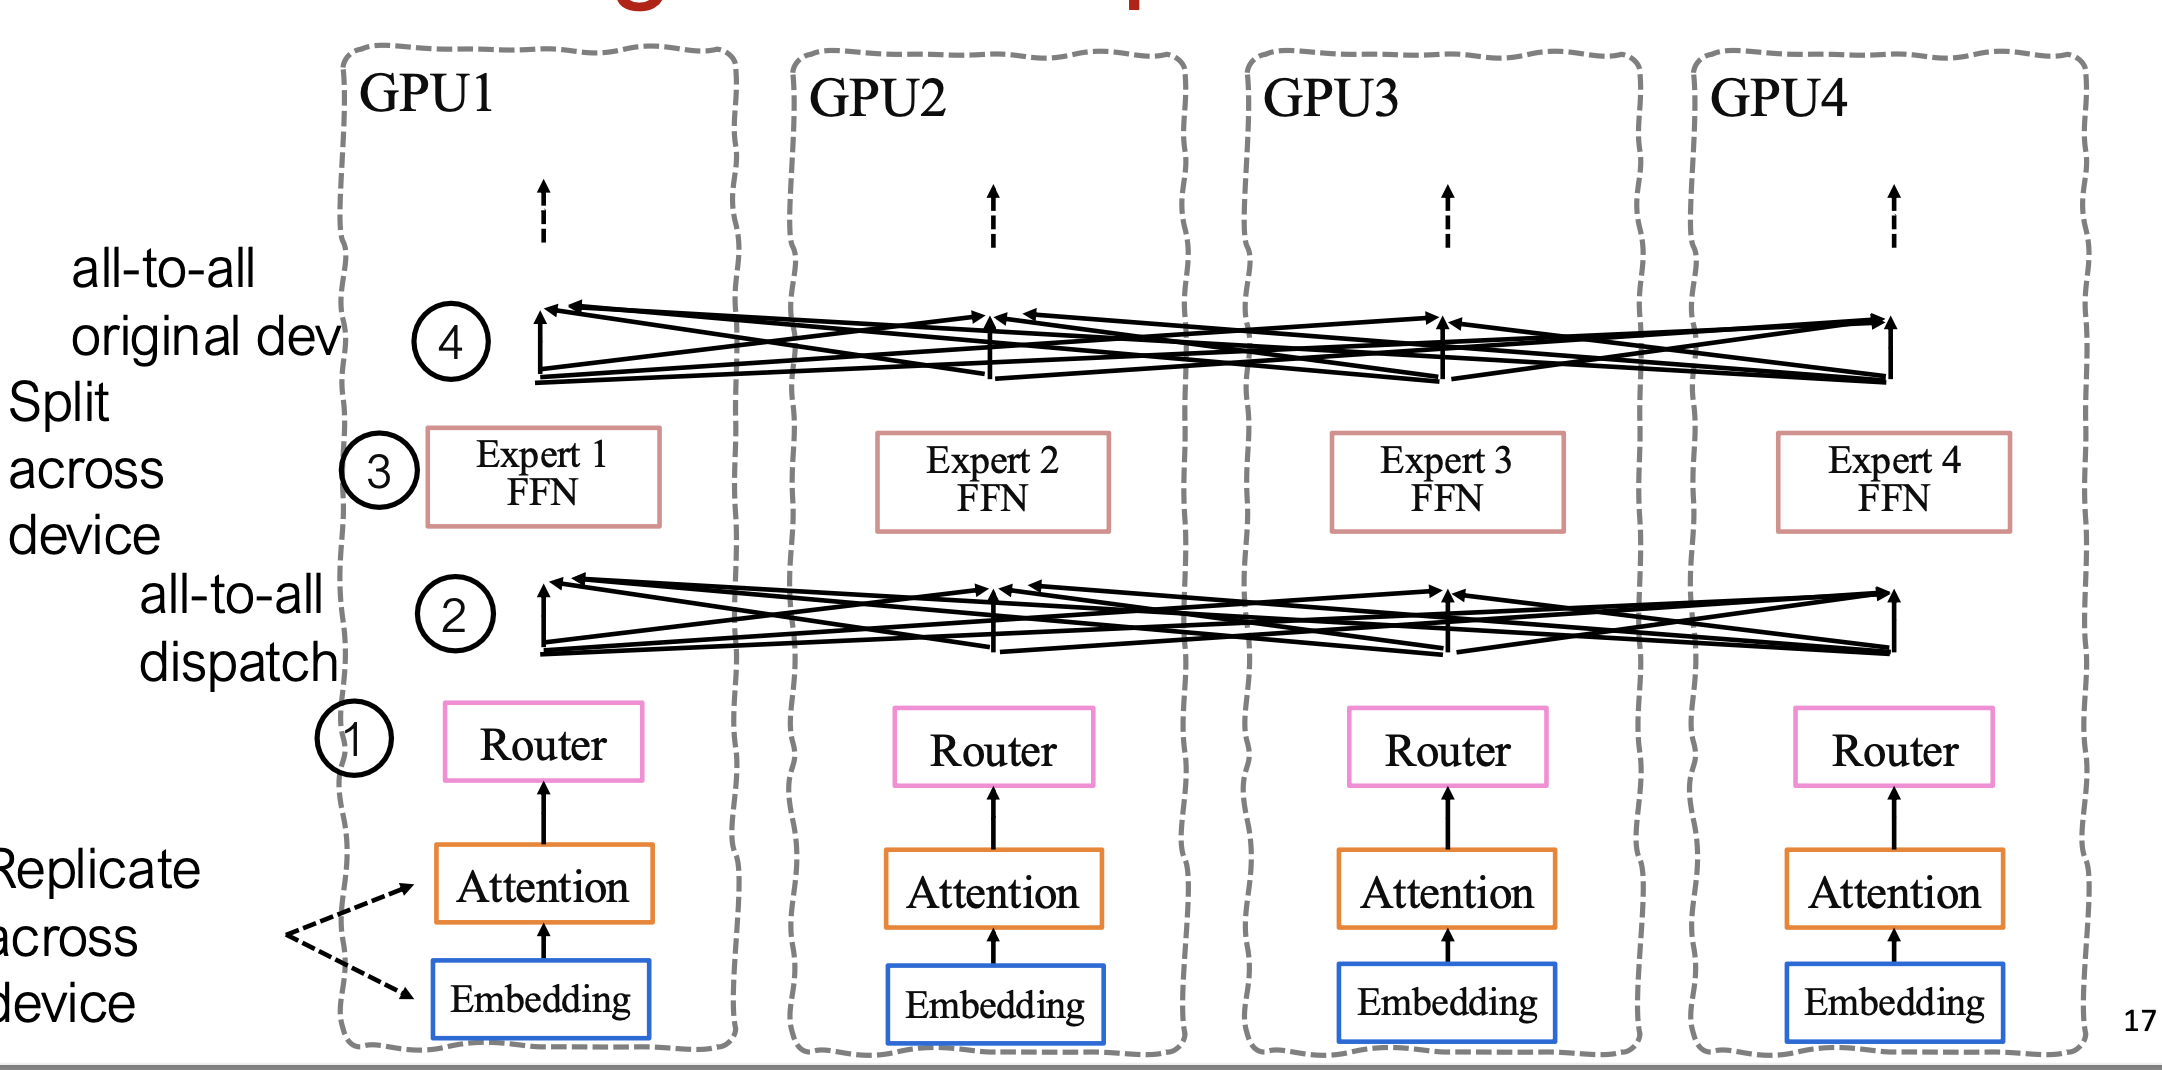 GPU1
GPU2
GPU3
GPU4
all-to-all
original dev
4
Split
across
device
3
Expert 1
FFN
Expert 2
FFN
Expert 3
FFN
Expert 4
FFN
all-to-all
dispatch
2
1
Router
Router
Router
Router
Replicate
across
device
Attention
Attention
Attention
Attention
Embedding
Embedding
Embedding
Embedding
17